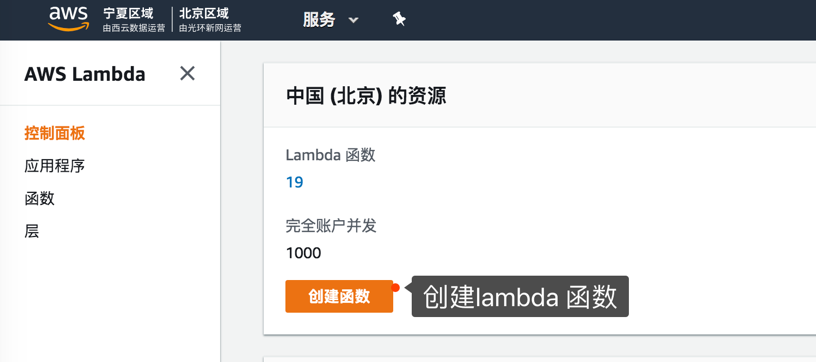 aws
宁夏区域
由西云数据运营
北京区域
由光环新网运营
服务
AWS Lambda
控制面板
应用程序
函数
层
中国 (北京) 的资源
Lambda 函数
19
完全账户并发
1000
创建函数
创建lambda 函数